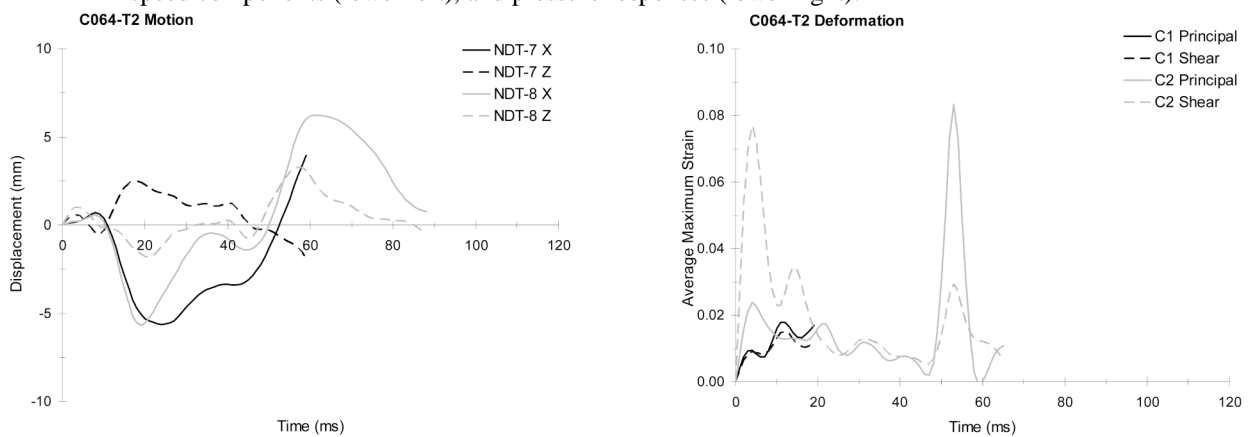 C064-T2 Motion
10
5
0
-5
-10
0
20
40
60
80
100
120
Displacement (mm)
Time (ms)
NDT-7 X
NDT-7 Z
NDT-8 X
NDT-8 Z
C064-T2 Deformation
0.10
0.08
0.06
0.04
0.02
0.00
0
20
40
60
80
100
120
Average Maximum Strain
Time (ms)
C1 Principal
C1 Shear
C2 Principal
C2 Shear